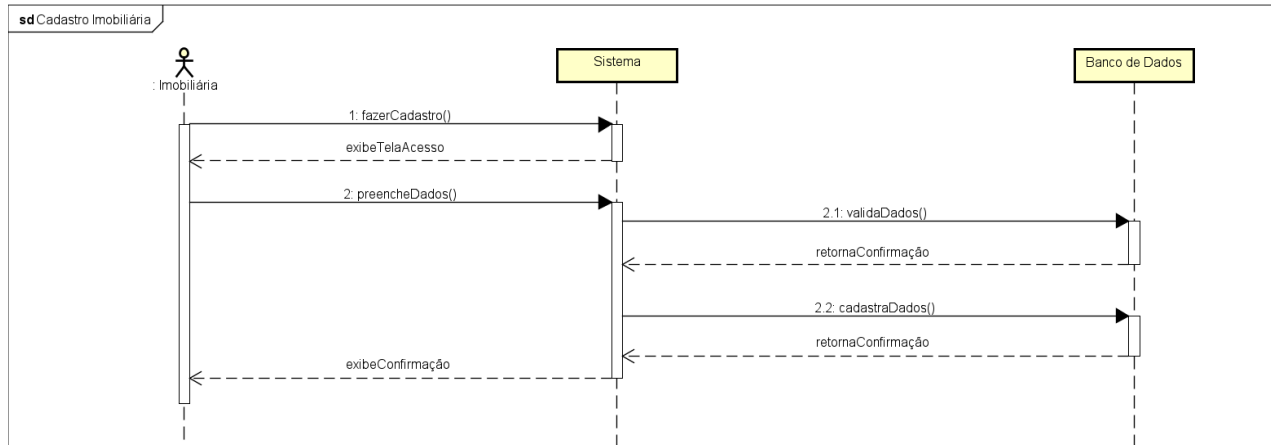 sd Cadastro Imobiliária
: Imobiliária
Sistema
Banco de Dados
1: fazerCadastro()
exibeTelaAcesso
2: preencheDados()
2.1: validaDados()
retornaConfirmação
2.2: cadastraDados()
retornaConfirmação
exibeConfirmação